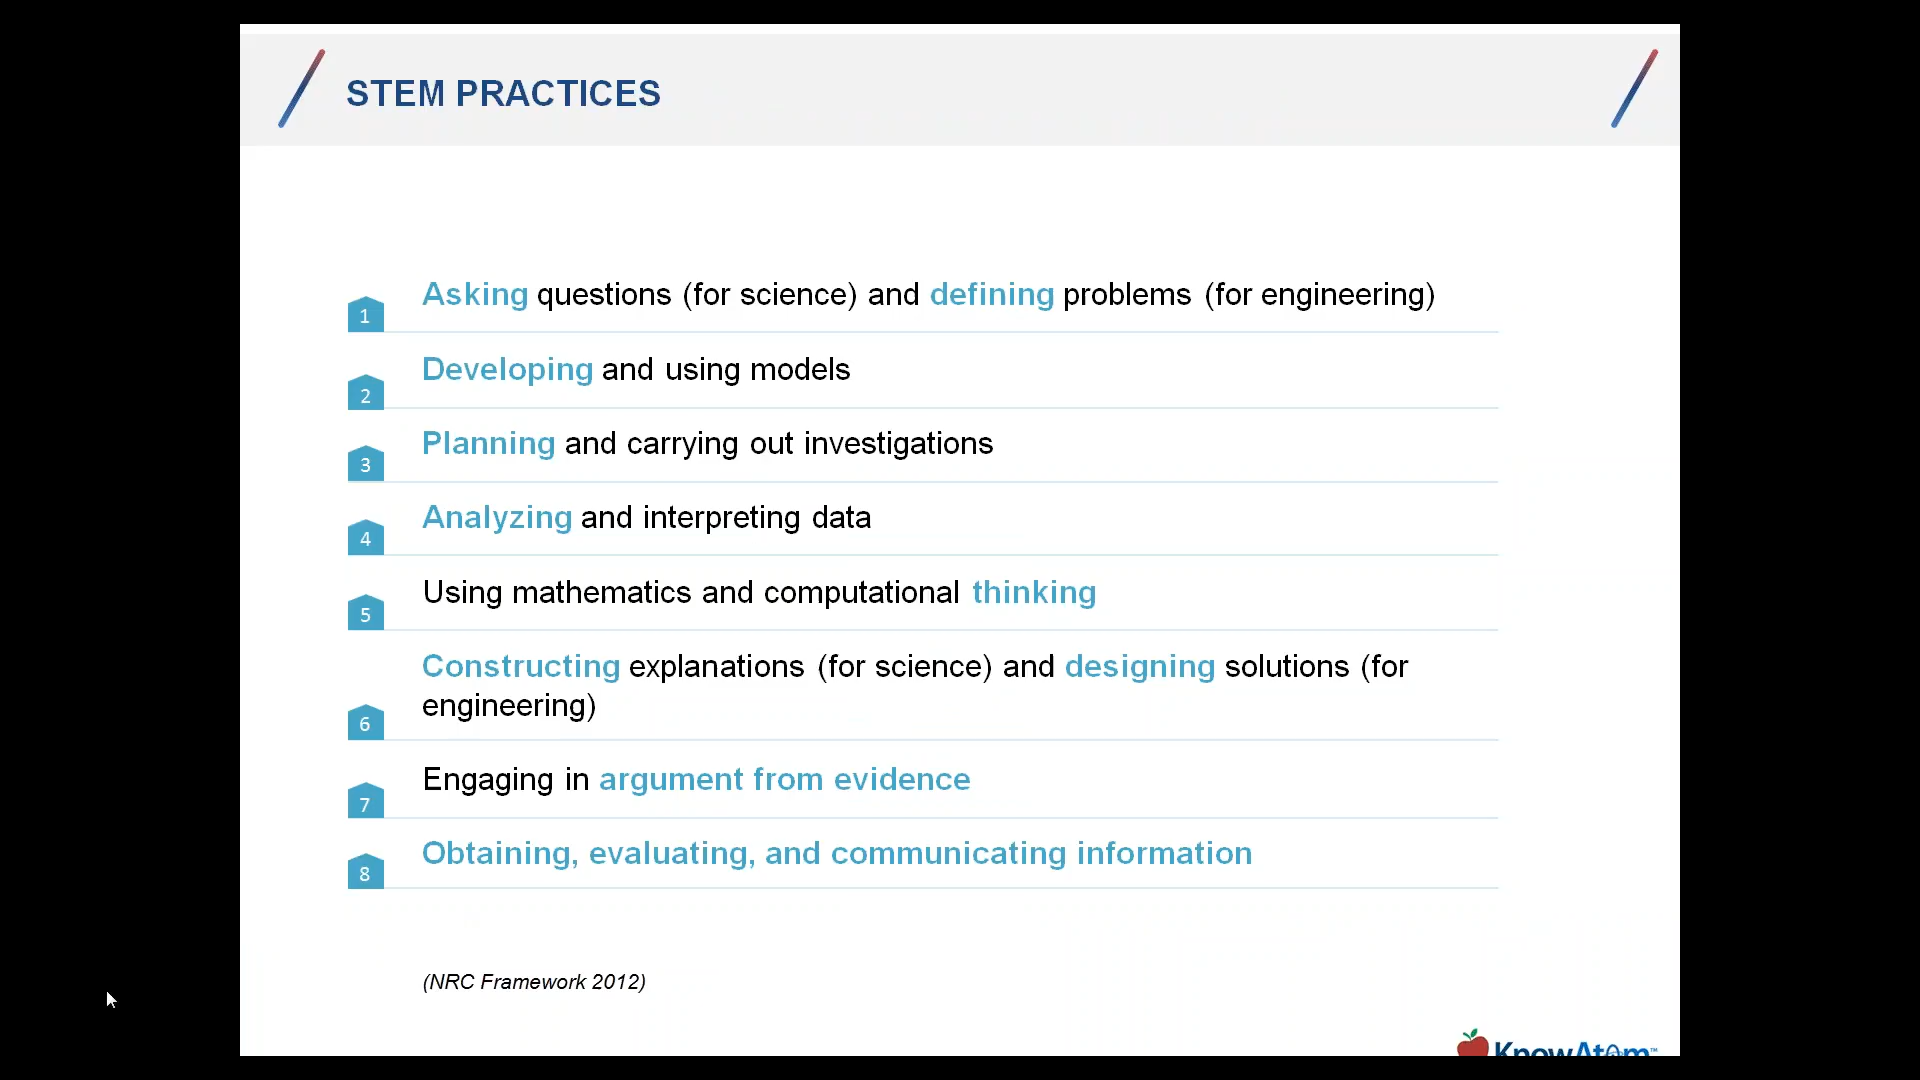 STEM PRACTICES
1 Asking questions (for science) and defining problems (for engineering)
2 Developing and using models
3 Planning and carrying out investigations
4 Analyzing and interpreting data
5 Using mathematics and computational thinking
6 Constructing explanations (for science) and designing solutions (for
engineering)
7 Engaging in argument from evidence
8 Obtaining, evaluating, and communicating information
(NRC Framework 2012)
KnowAtom™